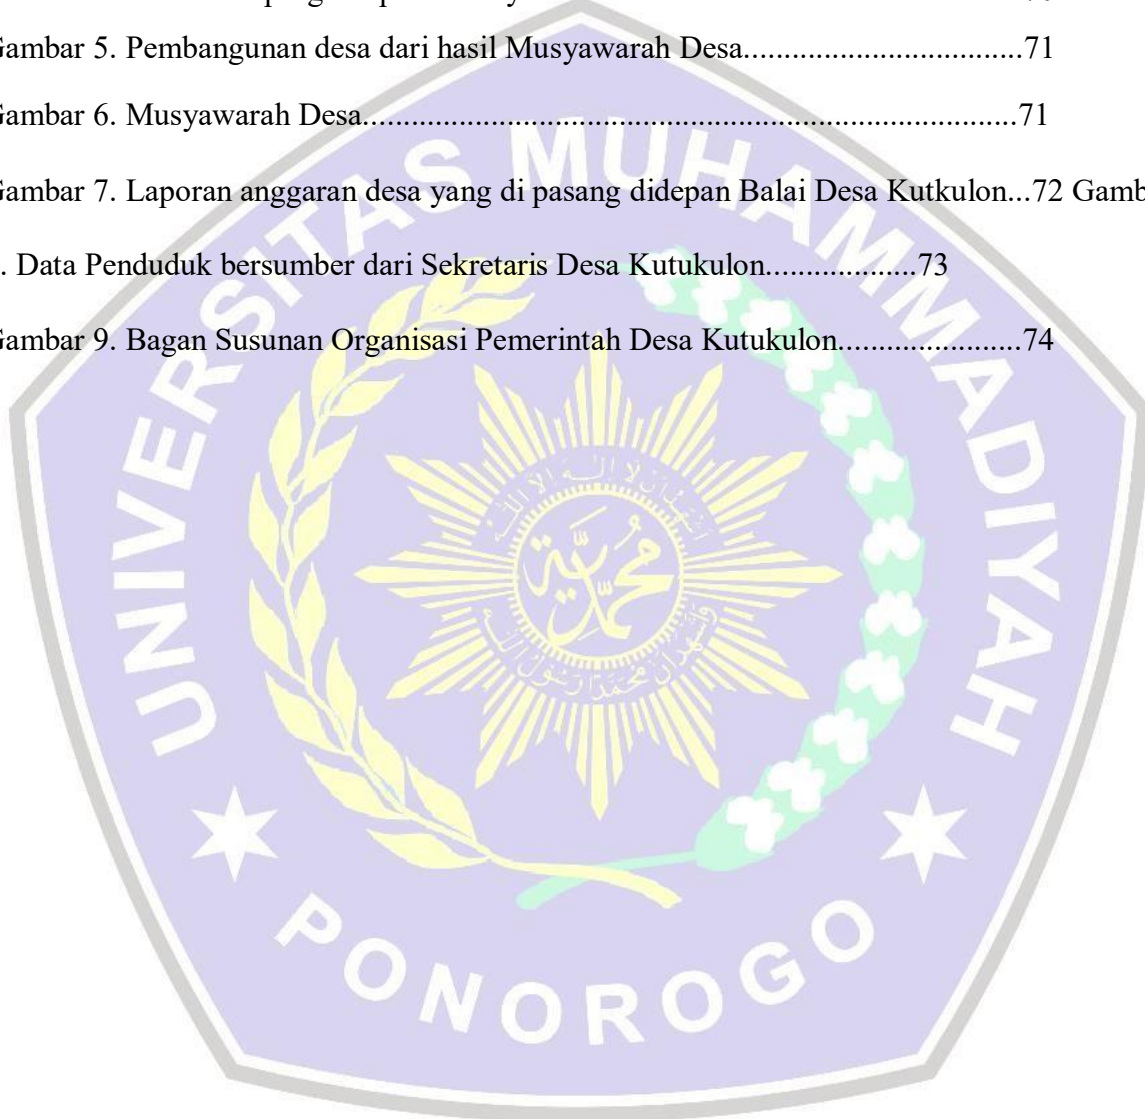 Gambar 5. Pembangunan desa dari hasil Musyawarah Desa.................................71
Gambar 6. Musyawarah Desa...............................................................................71
Gambar 7. Laporan anggaran desa yang di pasang didepan Balai Desa Kutkulon...72 Gamb
. Data Penduduk bersumber dari Sekretaris Desa Kutukulon..................73
Gambar 9. Bagan Susunan Organisasi Pemerintah Desa Kutukulon......................74
UNIVERSITAS MUHAMMADIYAH
محمدية
PONOROGO